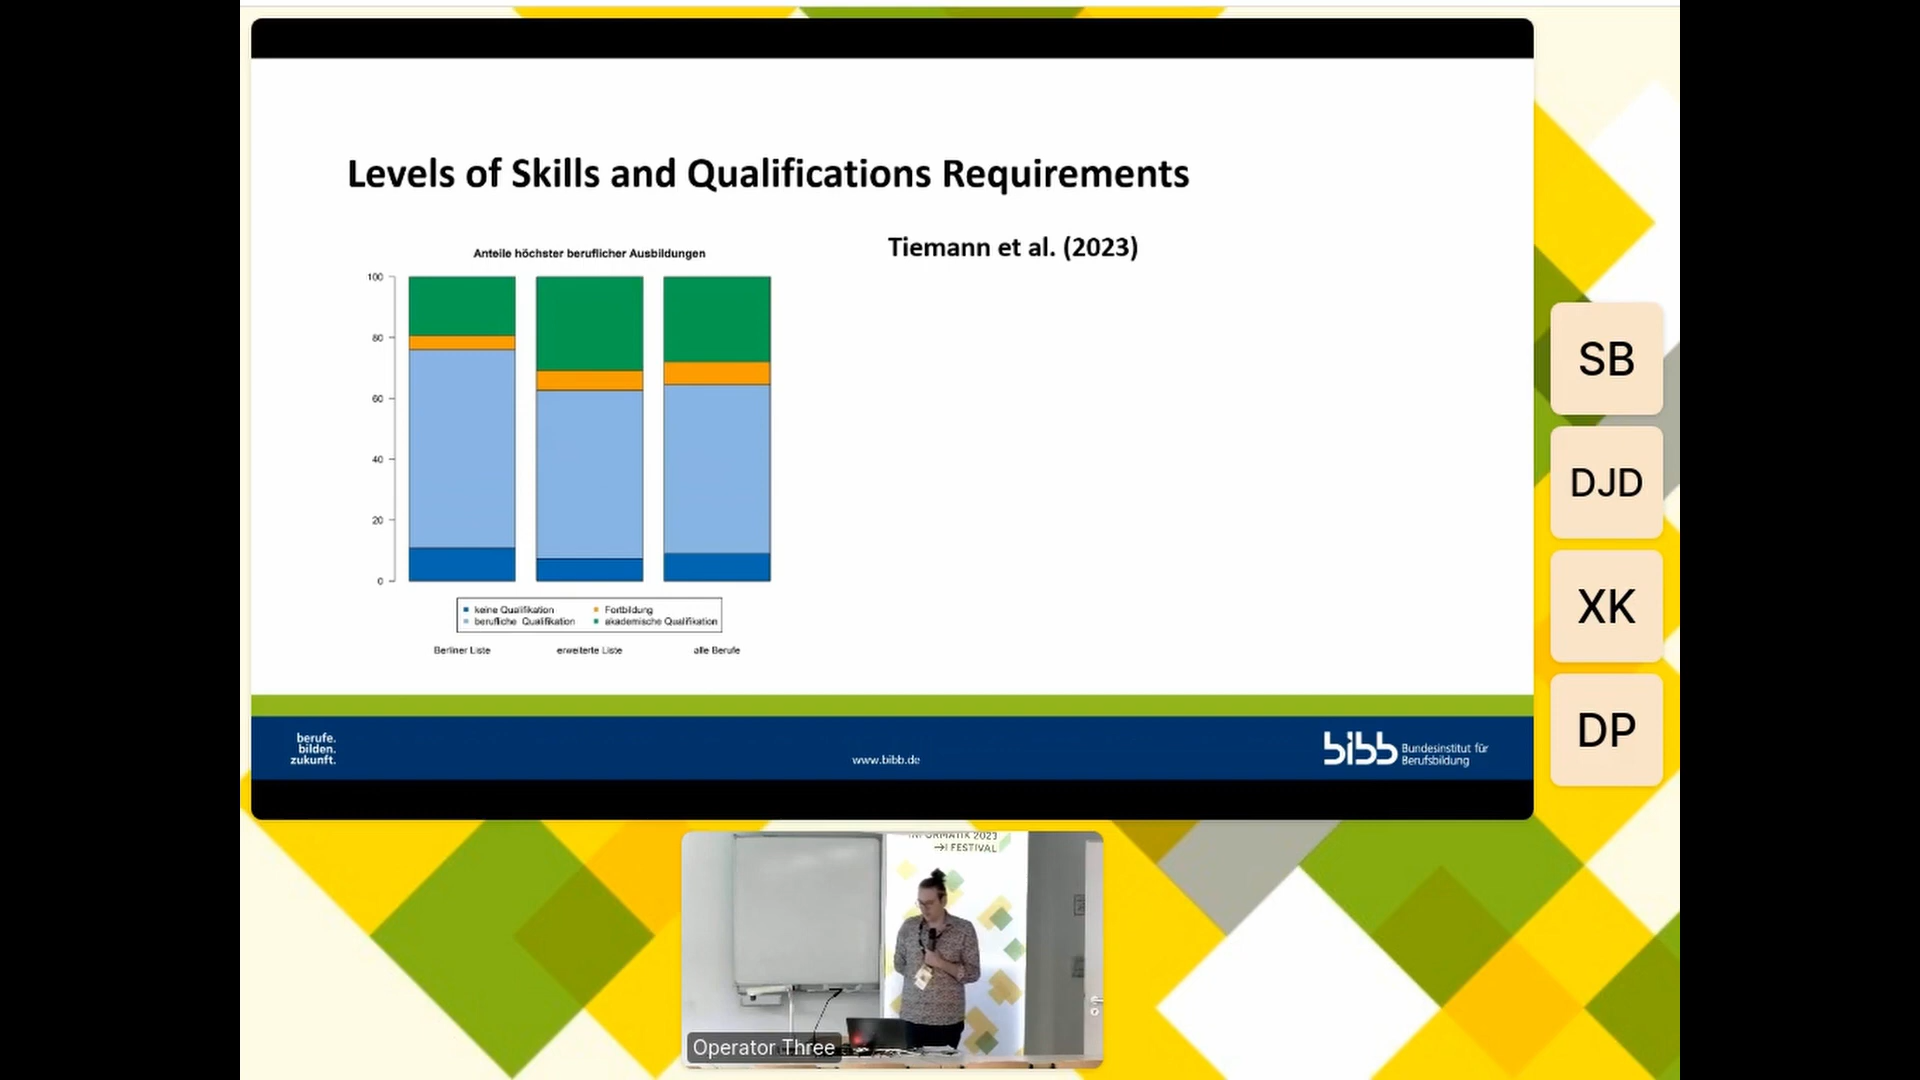 Levels of Skills and Qualifications Requirements
Tiemann et al. (2023)
Anteile höchster beruflicher Ausbildungen
100
80
60
40
20
0
keine Qualifikation
Fortbildung
berufliche Qualifikation
akademische Qualifikation
Berliner Liste
erweiterte Liste
alle Berufe
berufe.
bilden.
zukunft.
www.bibb.de
bibb Bundesinstitut für
Berufsbildung
SB
DJD
XK
DP
INFORMATIK 2023
FESTIVAL
Operator Three